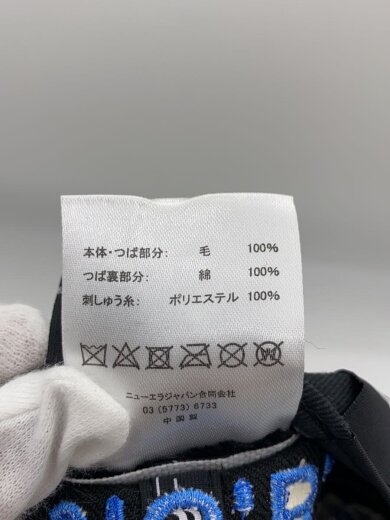 本体・つば部分: 毛 100%
つば裏部分: 綿 100%
刺しゅう糸: ポリエステル 100%
ニューエラジャパン合同会社
03 (5773) 6733
中国製